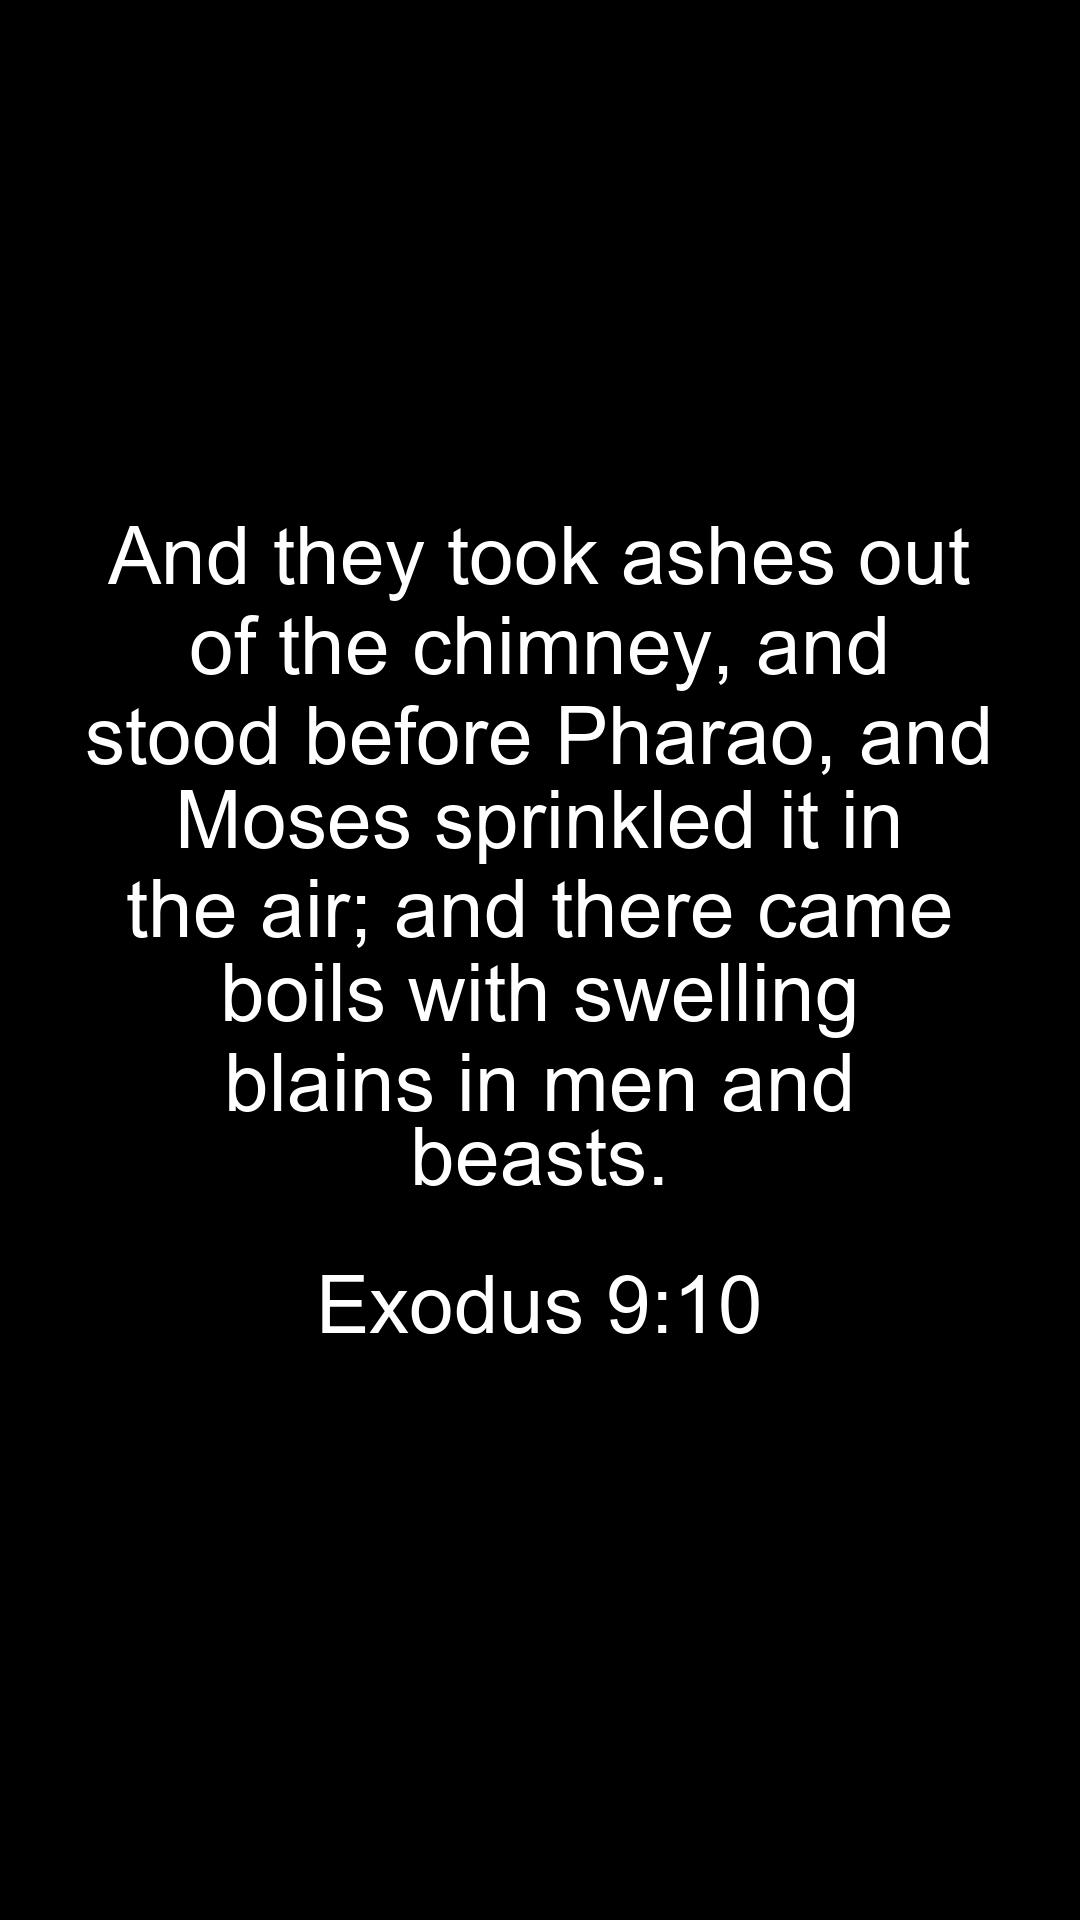 And they took ashes out
of the chimney, and
stood before Pharao, and
Moses sprinkled it in
the air; and there came
boils with swelling
blains in men and
beasts.
Exodus 9:10